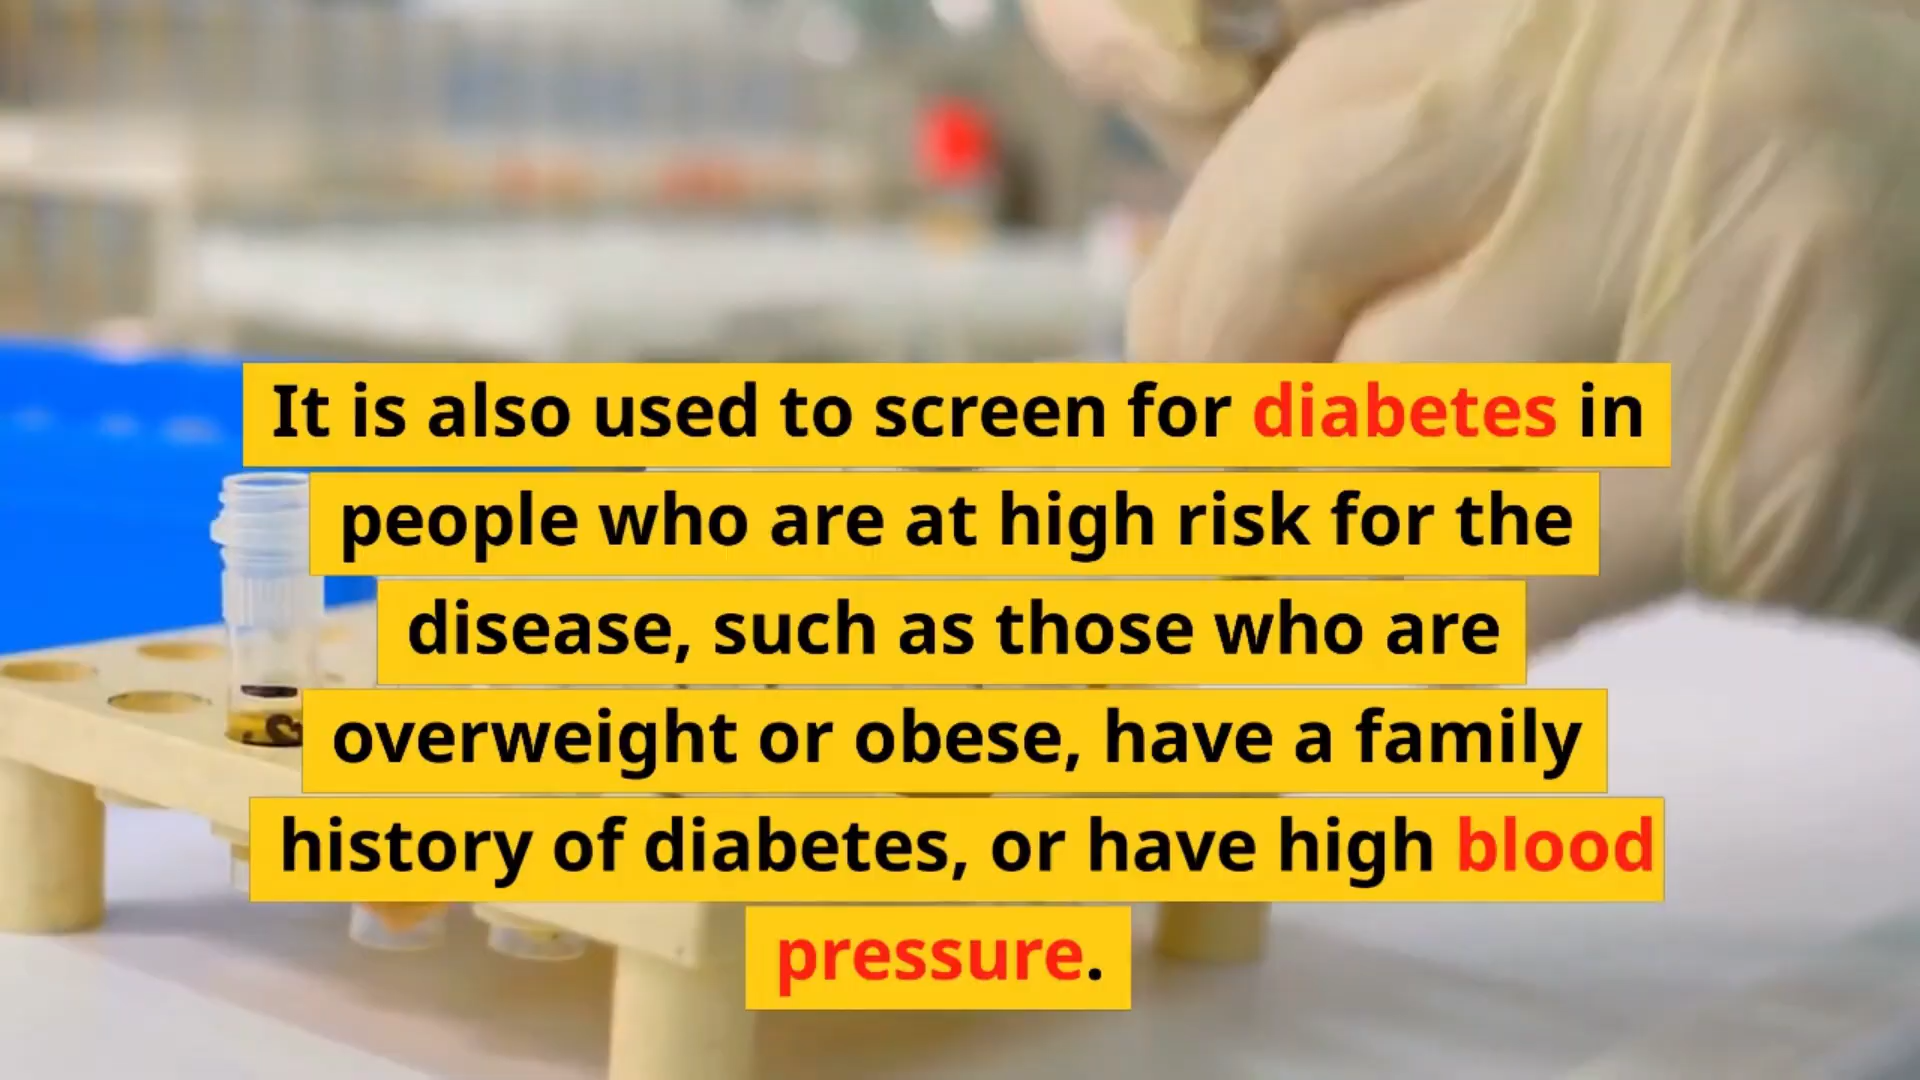 It is also used to screen for diabetes in
people who are at high risk for the
disease, such as those who are
overweight or obese, have a family
history of diabetes, or have high blood
pressure.